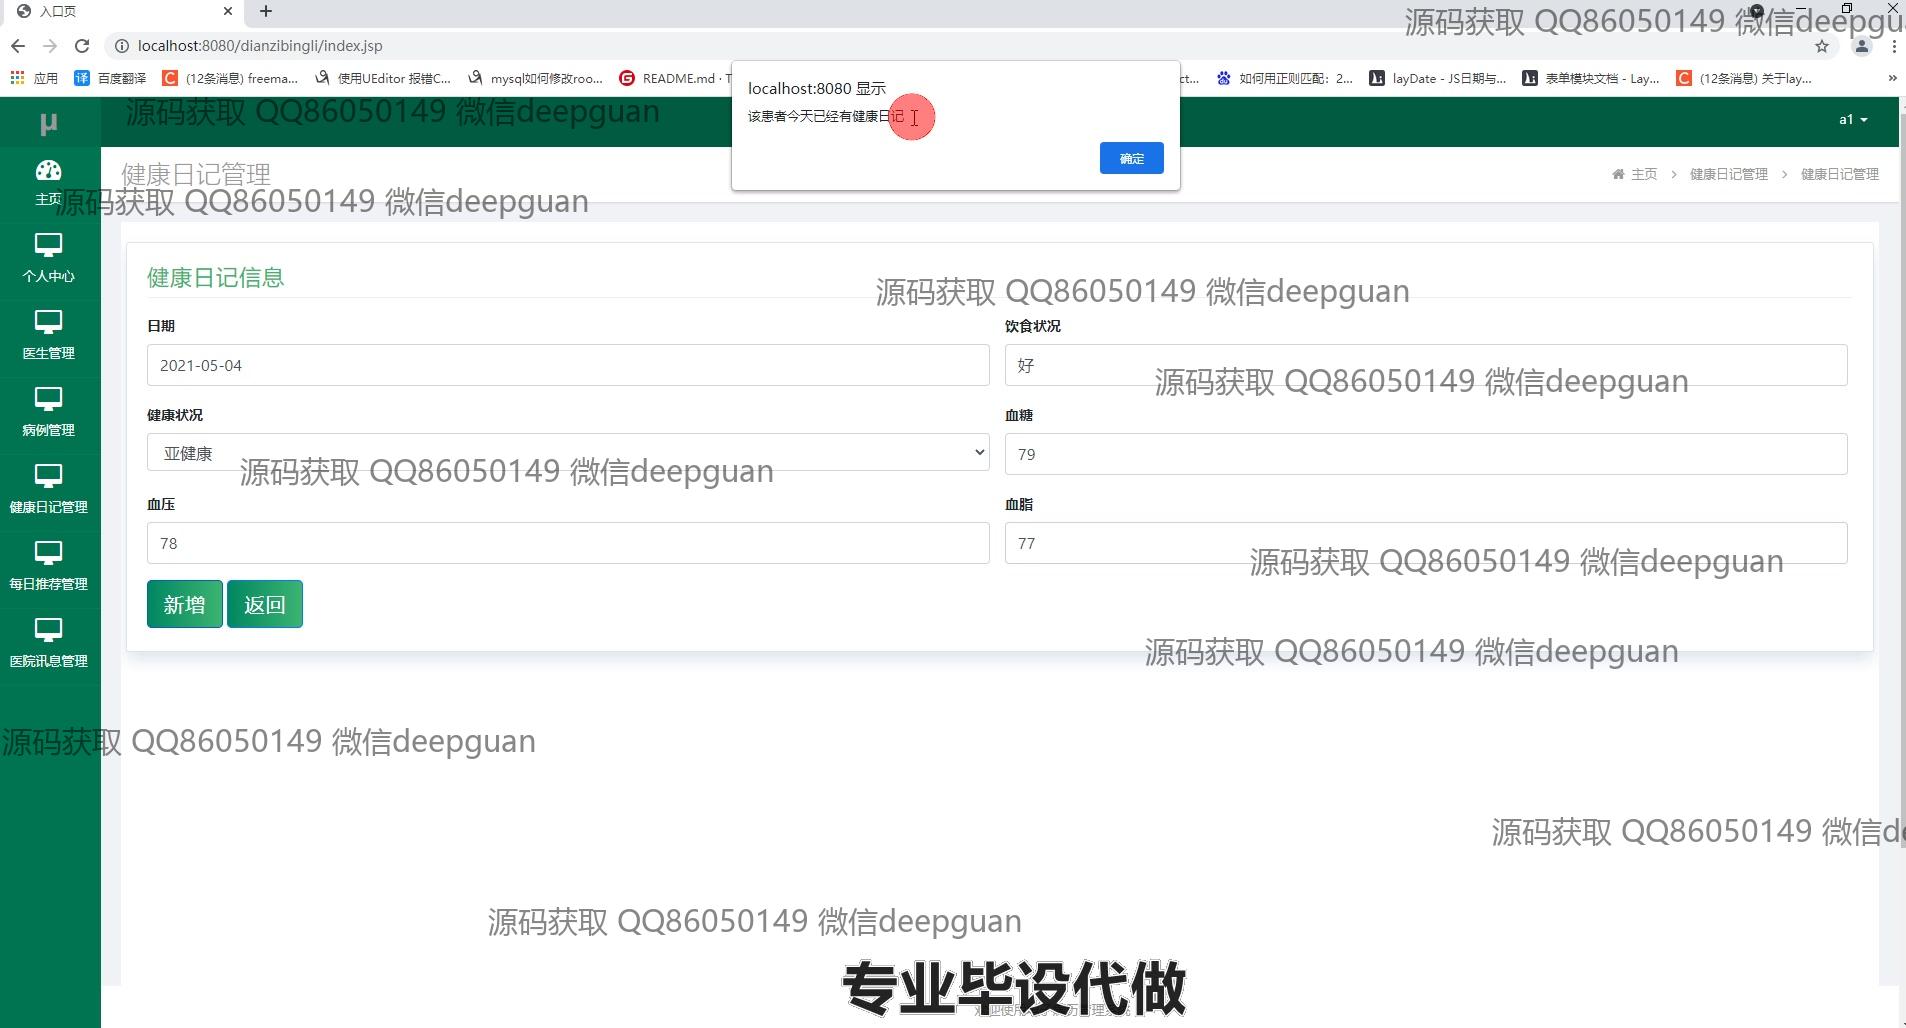 入口页
localhost:8080/dianzibingli/index.jsp
源码获取 QQ86050149 微信deepgu
应用
百度翻译
(12条消息) freema...
使用UEditor 报错C...
mysql如何修改roo...
README.md · T
ct...
如何用正则匹配：2...
layDate - JS日期与...
表单模块文档 - Lay...
(12条消息) 关于lay...
localhost:8080 显示
该患者今天已经有健康日记
确定
源码获取 QQ86050149 微信deepguan
μ
a1
健康日记管理
主页 > 健康日记管理 > 健康日记管理
源码获取 QQ86050149 微信deepguan
主页
个人中心
医生管理
病例管理
健康日记管理
每日推荐管理
医院讯息管理
健康日记信息
源码获取 QQ86050149 微信deepguan
日期
2021-05-04
饮食状况
好
源码获取 QQ86050149 微信deepguan
健康状况
亚健康
血糖
79
源码获取 QQ86050149 微信deepguan
血压
78
血脂
77
源码获取 QQ86050149 微信deepguan
新增
返回
源码获取 QQ86050149 微信deepguan
源码获取 QQ86050149 微信deepguan
源码获取 QQ86050149 微信de
源码获取 QQ86050149 微信deepguan
专业毕设代做